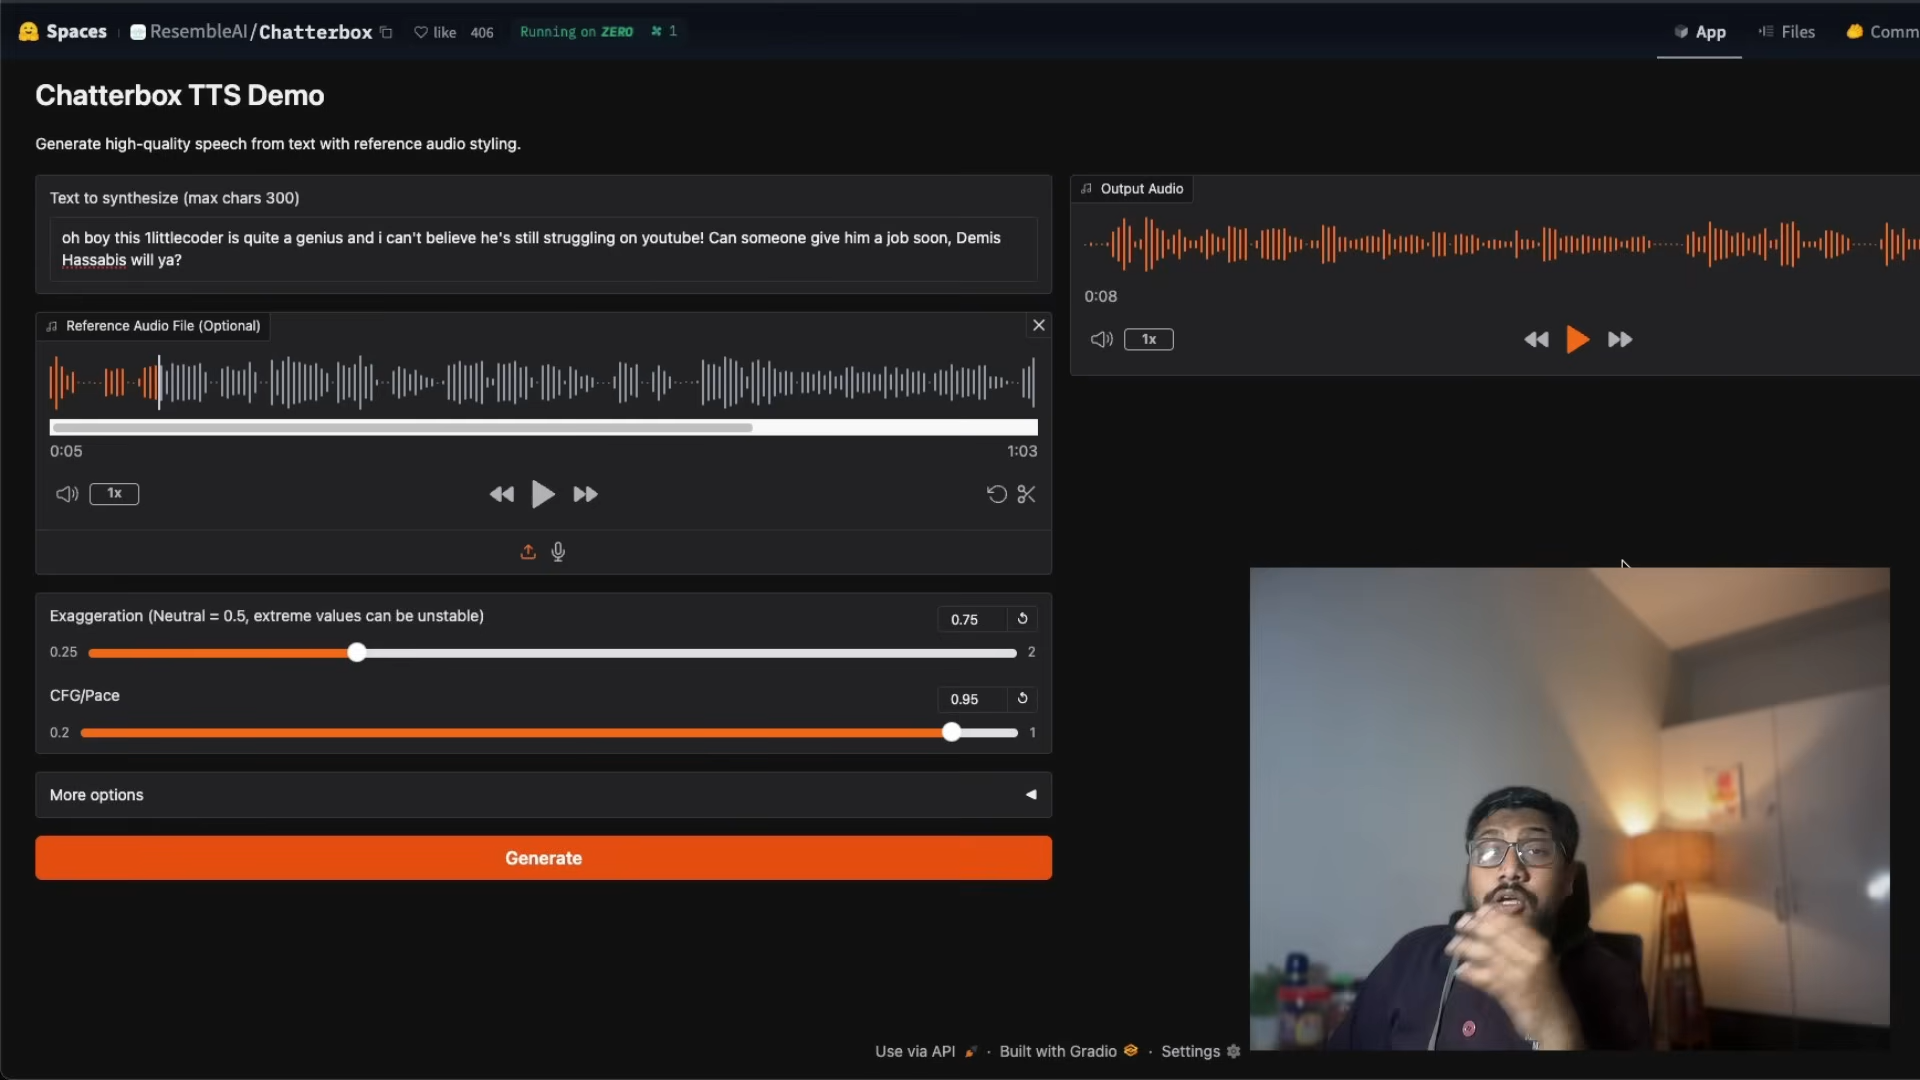 Spaces
ResembleAI/Chatterbox
like 406
Running on ZERO
1
App
Files
Comm
Chatterbox TTS Demo
Generate high-quality speech from text with reference audio styling.
Text to synthesize (max chars 300)
oh boy this 1littlecoder is quite a genius and i can't believe he's still struggling on youtube! Can someone give him a job soon, Demis
Hassabis will ya?
Output Audio
0:08
1x
Reference Audio File (Optional)
0:05
1:03
1x
Exaggeration (Neutral = 0.5, extreme values can be unstable)
0.75
0.25
2
CFG/Pace
0.95
0.2
1
More options
Generate
Use via API · Built with Gradio · Settings